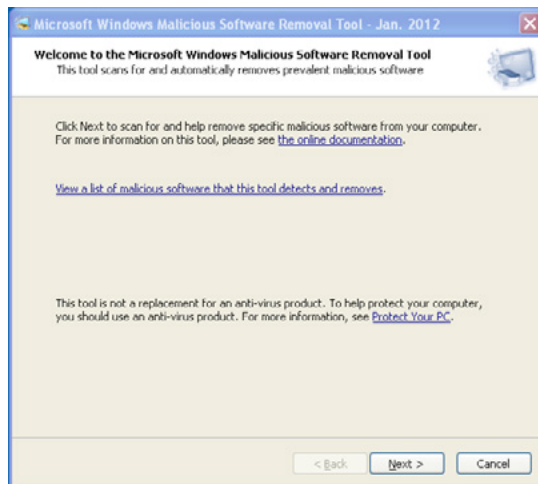 Microsoft Windows Malicious Software Removal Tool - Jan. 2012
Welcome to the Microsoft Windows Malicious Software Removal Tool
This tool scans for and automatically removes prevalent malicious software
Click Next to scan for and help remove specific malicious software from your computer.
For more information on this tool, please see the online documentation.
View a list of malicious software that this tool detects and removes.
This tool is not a replacement for an anti-virus product. To help protect your computer,
you should use an anti-virus product. For more information, see Protect Your PC.
< Back
Next >
Cancel